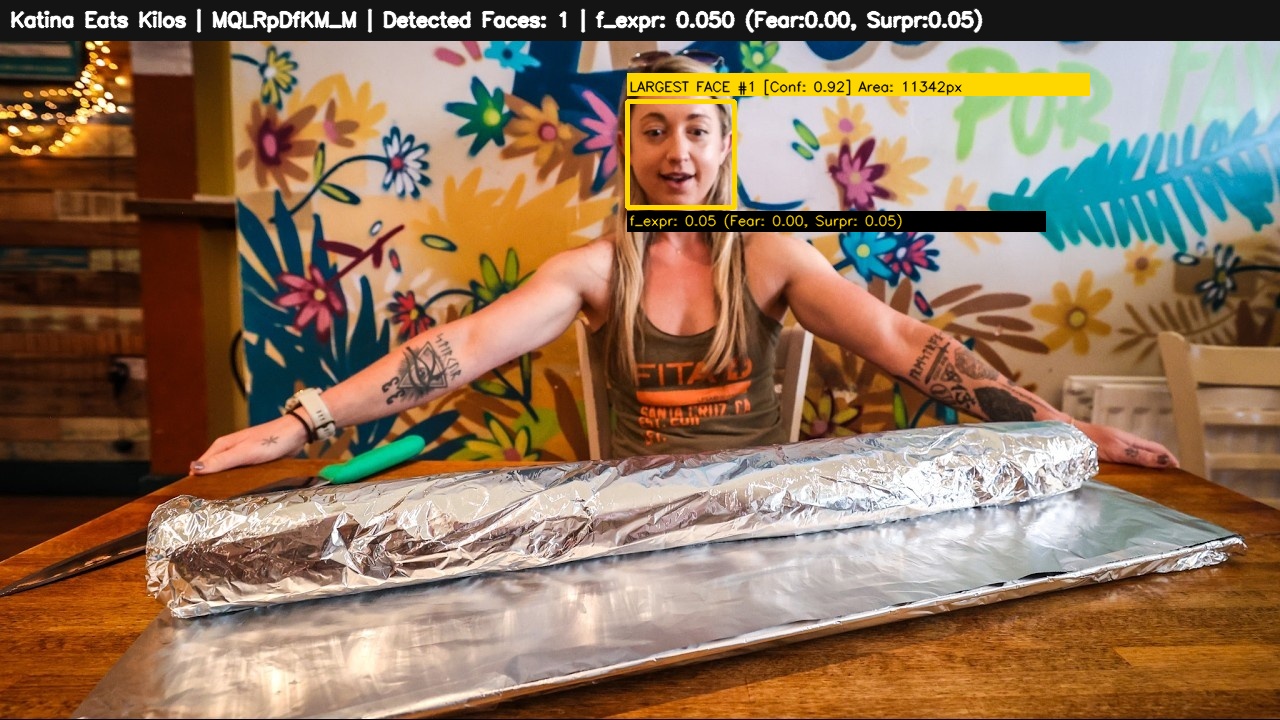 Katina Eats Kilos | MQLRpDfKM_M | Detected Faces: 1 | f_expr: 0.050 (Fear:0.00, Surpr:0.05)
LARGEST FACE #1 [Conf: 0.92] Area: 11342px
POR FA
f_expr: 0.05 (Fear: 0.00, Surpr: 0.05)
SANTA CRUZ, CA